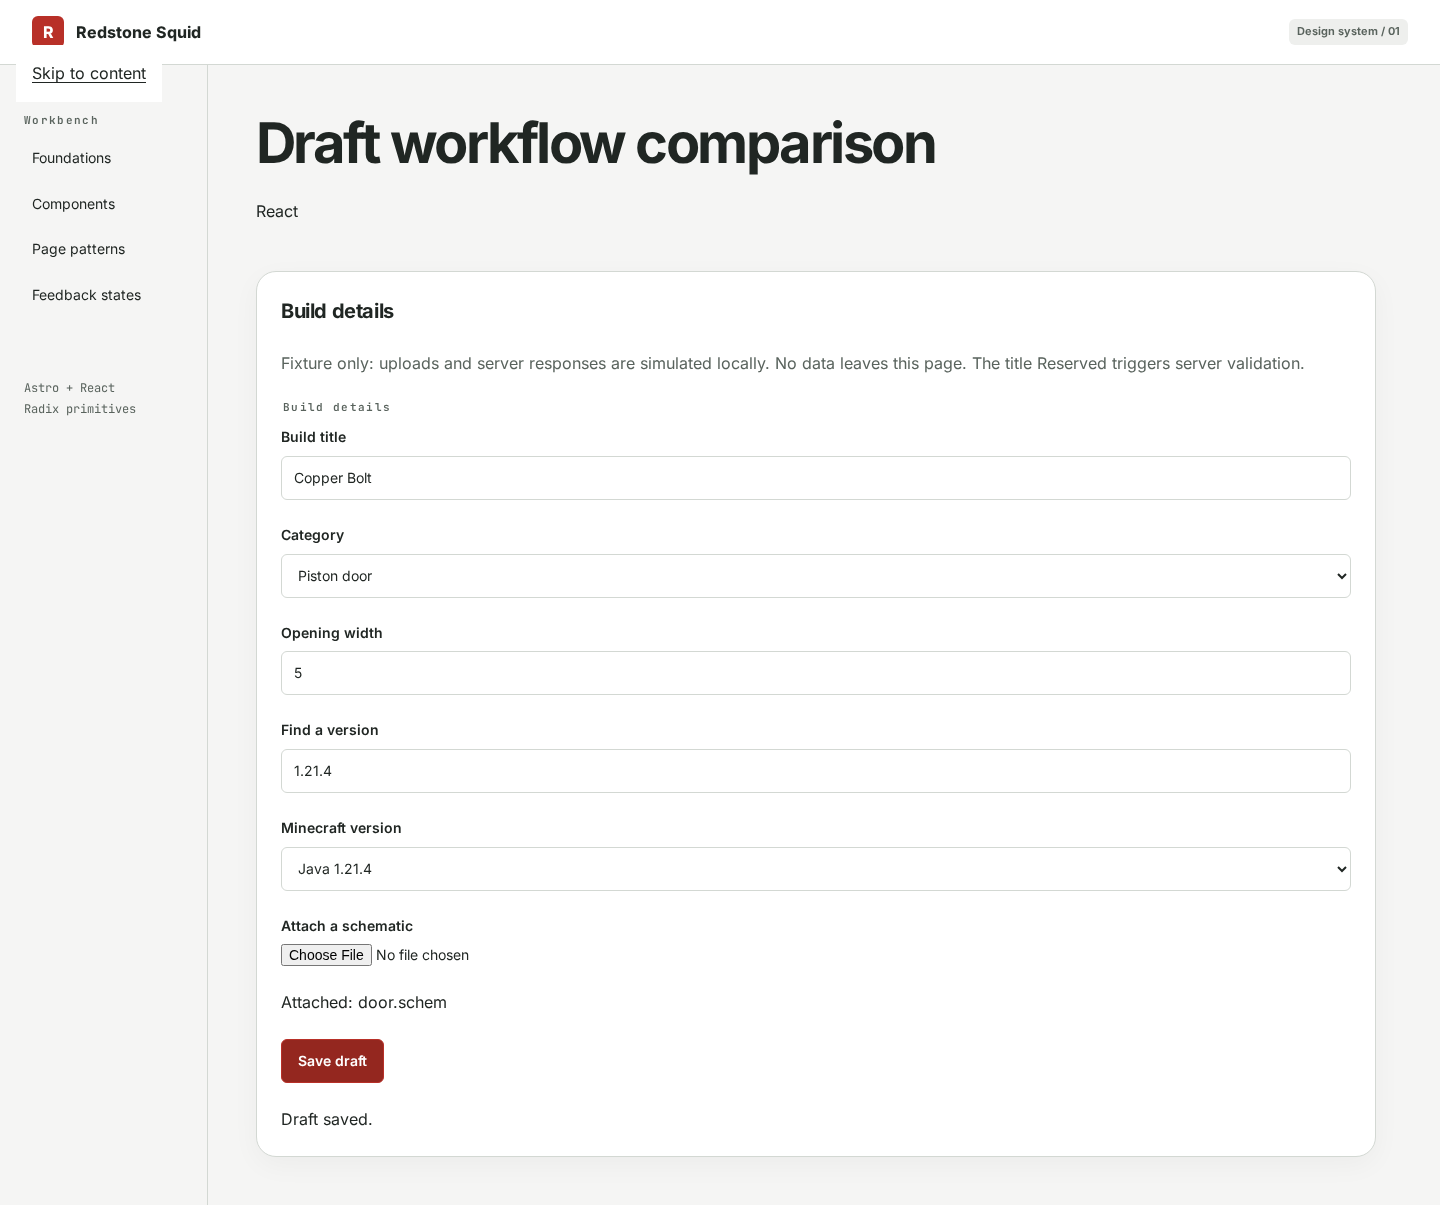 R
Redstone Squid
Design system / 01
Skip to content
Workbench
Foundations
Components
Page patterns
Feedback states
Astro + React
Radix primitives
Draft workflow comparison
React
Build details
Fixture only: uploads and server responses are simulated locally. No data leaves this page. The title Reserved triggers server validation.
Build details
Build title
Copper Bolt
Category
Piston door
Opening width
5
Find a version
1.21.4
Minecraft version
Java 1.21.4
Attach a schematic
Choose File No file chosen
Attached: door.schem
Save draft
Draft saved.